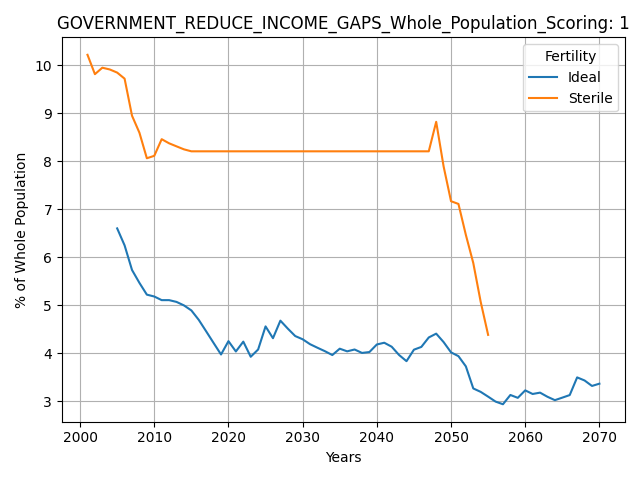 GOVERNMENT_REDUCE_INCOME_GAPS_Whole_Population_Scoring: 1
Fertility
Ideal
Sterile
% of Whole Population
10
9
8
7
6
5
4
3
2000 2010 2020 2030 2040 2050 2060 2070
Years